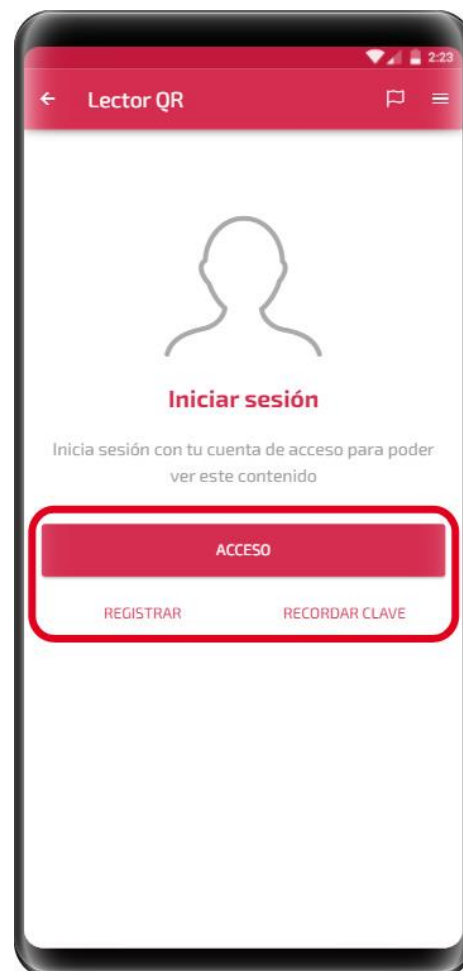 2:23
Lector QR
Iniciar sesión
Inicia sesión con tu cuenta de acceso para poder
ver este contenido
ACCESO
REGISTRAR RECORDAR CLAVE